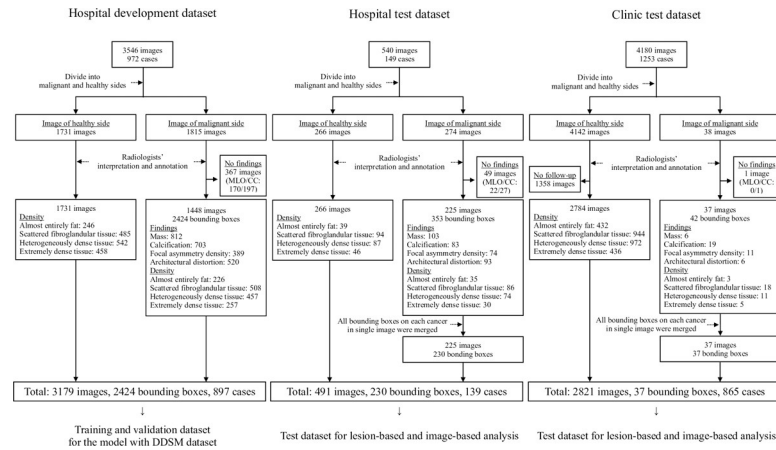 Hospital development dataset
3546 images
972 cases
Divide into
malignant and healthy sides
Image of healthy side
1731 images
Image of malignant side
1815 images
Radiologists'
interpretation and annotation
No findings
367 images
(MLO/CC:
170/197)
1731 images
Density
Almost entirely fat: 246
Scattered fibroglandular tissue: 485
Heterogeneously dense tissue: 542
Extremely dense tissue: 458
1448 images
2424 bounding boxes
Findings
Mass: 812
Calcification: 703
Focal asymmetry density: 389
Architectural distortion: 520
Density
Almost entirely fat: 226
Scattered fibroglandular tissue: 508
Heterogeneously dense tissue: 457
Extremely dense tissue: 257
Total: 3179 images, 2424 bounding boxes, 897 cases
↓
Training and validation dataset
for the model with DDSM dataset
Hospital test dataset
540 images
149 cases
Divide into
malignant and healthy sides
Image of healthy side
266 images
Image of malignant side
274 images
Radiologists'
interpretation and annotation
No findings
49 images
(MLO/CC:
22/27)
266 images
Density
Almost entirely fat: 39
Scattered fibroglandular tissue: 94
Heterogeneously dense tissue: 87
Extremely dense tissue: 46
225 images
353 bounding boxes
Findings
Mass: 103
Calcification: 83
Focal asymmetry density: 74
Architectural distortion: 93
Density
Almost entirely fat: 35
Scattered fibroglandular tissue: 86
Heterogeneously dense tissue: 74
Extremely dense tissue: 30
All bounding boxes on each cancer
in single image were merged
225 images
230 bonding boxes
Total: 491 images, 230 bounding boxes, 139 cases
↓
Test dataset for lesion-based and image-based analysis
Clinic test dataset
4180 images
1253 cases
Divide into
malignant and healthy sides
Image of healthy side
4142 images
Image of malignant side
38 images
Radiologists'
interpretation and annotation
No follow-up
1358 images
No findings
1 image
(MLO/CC:
0/1)
2784 images
Density
Almost entirely fat: 432
Scattered fibroglandular tissue: 944
Heterogeneously dense tissue: 972
Extremely dense tissue: 436
37 images
42 bounding boxes
Findings
Mass: 6
Calcification: 19
Focal asymmetry density: 11
Architectural distortion: 6
Density
Almost entirely fat: 3
Scattered fibroglandular tissue: 18
Heterogeneously dense tissue: 11
Extremely dense tissue: 5
All bounding boxes on each cancer
in single image were merged
37 images
37 bonding boxes
Total: 2821 images, 37 bounding boxes, 865 cases
↓
Test dataset for lesion-based and image-based analysis